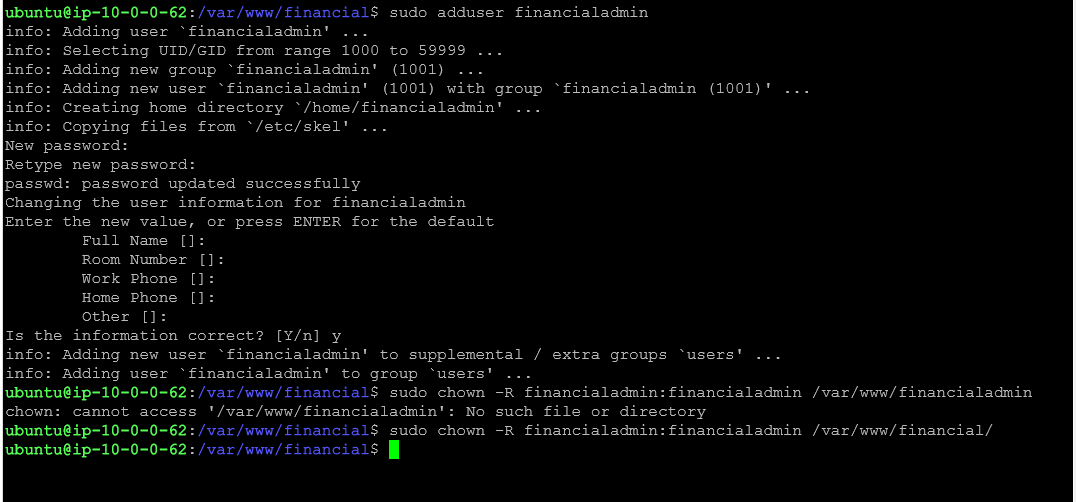 ubuntu@ip-10-0-0-62:/var/www/financial$ sudo adduser financialadmin
info: Adding user `financialadmin' ...
info: Selecting UID/GID from range 1000 to 59999 ...
info: Adding new group `financialadmin' (1001) ...
info: Adding new user `financialadmin' (1001) with group `financialadmin (1001)' ...
info: Creating home directory `/home/financialadmin' ...
info: Copying files from `/etc/skel' ...
New password:
Retype new password:
passwd: password updated successfully
Changing the user information for financialadmin
Enter the new value, or press ENTER for the default
        Full Name []:
        Room Number []:
        Work Phone []:
        Home Phone []:
        Other []:
Is the information correct? [Y/n] y
info: Adding new user `financialadmin' to supplemental / extra groups `users' ...
info: Adding user `financialadmin' to group `users' ...
ubuntu@ip-10-0-0-62:/var/www/financial$ sudo chown -R financialadmin:financialadmin /var/www/financialadmin
chown: cannot access '/var/www/financialadmin': No such file or directory
ubuntu@ip-10-0-0-62:/var/www/financial$ sudo chown -R financialadmin:financialadmin /var/www/financial/
ubuntu@ip-10-0-0-62:/var/www/financial$